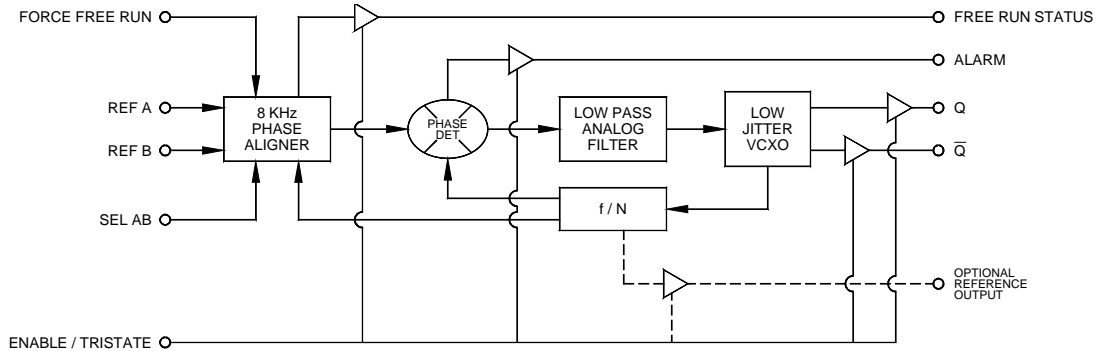 FORCE FREE RUN
FREE RUN STATUS
ALARM
REF A
REF B
8 KHz
PHASE
ALIGNER
PHASE
DET.
LOW PASS
ANALOG
FILTER
LOW
JITTER
VCXO
Q
Q̅
SEL AB
f / N
OPTIONAL
REFERENCE
OUTPUT
ENABLE / TRISTATE